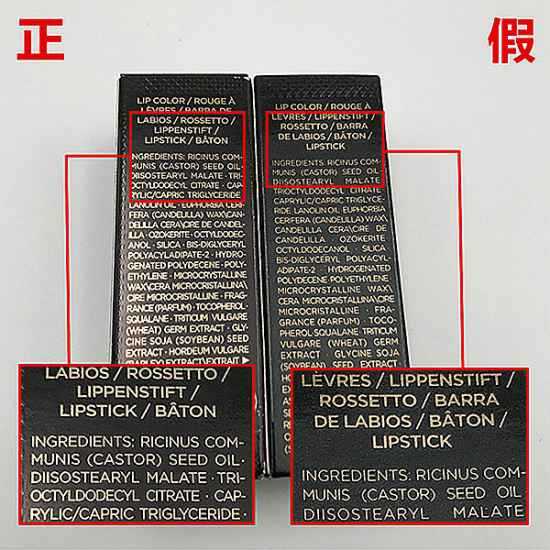 正
假
LIP COLOR / ROUGE À
LÈVRES / BARRA DE
LABIOS / ROSSETTO /
LIPPENSTIFT /
LIPSTICK / BÂTON
INGREDIENTS: RICINUS COM-
MUNIS (CASTOR) SEED OIL ·
DIISOSTEARYL MALATE · TRI-
OCTYLDODECYL CITRATE · CAP-
RYLIC/CAPRIC TRIGLYCERIDE ·
LANOLIN OIL · EUPHORBIA CERI-
FERA (CANDELILLA) WAX\CAN-
DELILLA CERA\CIRE DE CANDEL-
ILLA · OZOKERITE · OCTYLDODEC-
ANOL · SILICA · BIS-DIGLYCERYL
POLYACYLADIPATE-2 · HYDRO-
GENATED POLYDECENE · POLY-
ETHYLENE · MICROCRYSTALLINE
WAX\CERA MICROCRISTALLINA\
CIRE MICROCRISTALLINE · FRAG-
RANCE (PARFUM) · TOCOPHEROL
SQUALANE · TRITICUM VULGARE
(WHEAT) GERM EXTRACT · GLY-
CINE SOJA (SOYBEAN) SEED
EXTRACT · HORDEUM VULGARE
LIP COLOR / ROUGE À
LÈVRES / LIPPENSTIFT /
ROSSETTO / BARRA
DE LABIOS / BÂTON /
LIPSTICK
INGREDIENTS: RICINUS COM-
MUNIS (CASTOR) SEED OIL
DIISOSTEARYL MALATE
TRIOCTYLDODECYL CITRATE
CAPRYLIC/CAPRIC TRIGLYCE-
RIDE LANOLIN OIL EUPHORBIA
CERIFERA (CANDELILLA) WAX\
CANDELILLA CERA\CIRE DE
CANDELILLA · OZOKERITE
OCTYLDODECANOL · SILICA
BIS-DIGLYCERYL POLYACYL-
ADIPATE-2 · HYDROGENATED
POLYDECENE POLYETHYLENE
MICROCRYSTALLINE WAX\
CERA MICROCRISTALLINA\CIRE
MICROCRISTALLINE · FRA-
GRANCE (PARFUM) · TOCOPHE-
ROL · SQUALANE TRITICUM
VULGARE (WHEAT) GERM
EXTRACT GLYCINE SOJA
(SOYBEAN) SEED EXTRACT
LABIOS / ROSSETTO /
LIPPENSTIFT /
LIPSTICK / BÂTON
INGREDIENTS: RICINUS COM-
MUNIS (CASTOR) SEED OIL ·
DIISOSTEARYL MALATE · TRI-
OCTYLDODECYL CITRATE · CAP-
RYLIC/CAPRIC TRIGLYCERIDE ·
LÈVRES / LIPPENSTIFT /
ROSSETTO / BARRA
DE LABIOS / BÂTON /
LIPSTICK
INGREDIENTS: RICINUS COM-
MUNIS (CASTOR) SEED OIL
DIISOSTEARYL MALATE